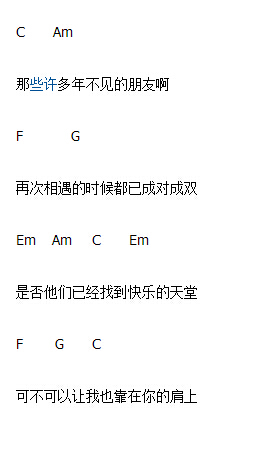 C Am
那些许多年不见的朋友啊
F G
再次相遇的时候都已成对成双
Em Am C Em
是否他们已经找到快乐的天堂
F G C
可不可以让我也靠在你的肩上